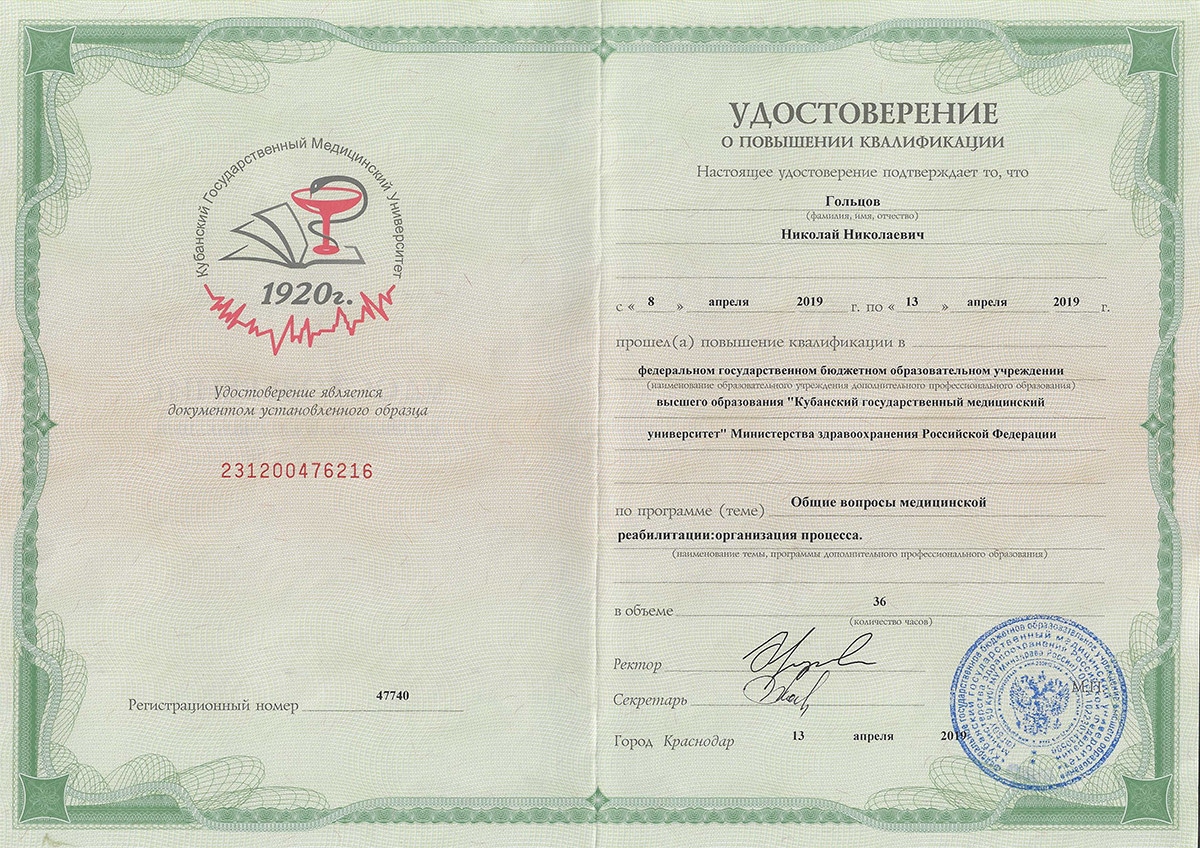 Кубанский Государственный Медицинский Университет
1920г.
Удостоверение является
документом установленного образца
231200476216
Регистрационный номер 47740
УДОСТОВЕРЕНИЕ
О ПОВЫШЕНИИ КВАЛИФИКАЦИИ
Настоящее удостоверение подтверждает то, что
Гольцов
(фамилия, имя, отчество)
Николай Николаевич
с « 8 » апреля 2019 г. по « 13 » апреля 2019 г.
прошел(а) повышение квалификации в
федеральном государственном бюджетном образовательном учреждении
(наименование образовательного учреждения дополнительного профессионального образования)
высшего образования "Кубанский государственный медицинский
университет" Министерства здравоохранения Российской Федерации
по программе (теме) Общие вопросы медицинской
реабилитации:организация процесса.
(наименование темы, программы дополнительного профессионального образования)
в объеме 36
(количество часов)
Ректор
Секретарь
М.П.
Город Краснодар 13 апреля 2019